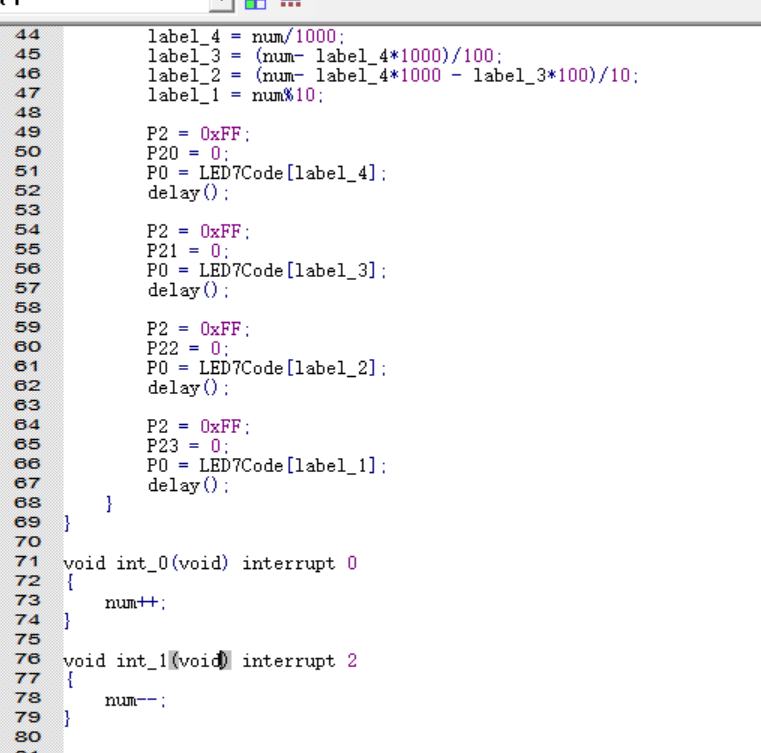 44 label_4 = num/1000;
45 label_3 = (num- label_4*1000)/100;
46 label_2 = (num- label_4*1000 - label_3*100)/10;
47 label_1 = num%10;
48
49 P2 = 0xFF;
50 P20 = 0;
51 P0 = LED7Code[label_4];
52 delay();
53
54 P2 = 0xFF;
55 P21 = 0;
56 P0 = LED7Code[label_3];
57 delay();
58
59 P2 = 0xFF;
60 P22 = 0;
61 P0 = LED7Code[label_2];
62 delay();
63
64 P2 = 0xFF;
65 P23 = 0;
66 P0 = LED7Code[label_1];
67 delay();
68 }
69 }
70
71 void int_0(void) interrupt 0
72 {
73 num++;
74 }
75
76 void int_1(void) interrupt 2
77 {
78 num--;
79 }
80